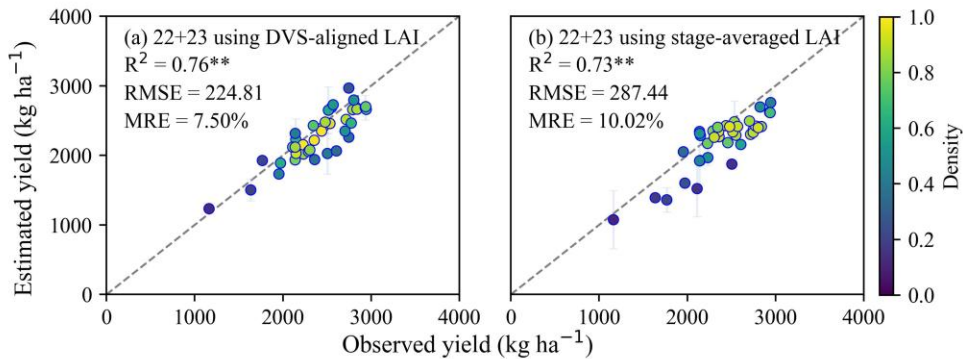 (a) 22+23 using DVS-aligned LAI
R² = 0.76**
RMSE = 224.81
MRE = 7.50%
4000
3000
2000
1000
0
0
1000
2000
3000
4000
Estimated yield (kg ha⁻¹)
(b) 22+23 using stage-averaged LAI
R² = 0.73**
RMSE = 287.44
MRE = 10.02%
0
1000
2000
3000
4000
Observed yield (kg ha⁻¹)
1.0
0.8
0.6
0.4
0.2
0.0
Density